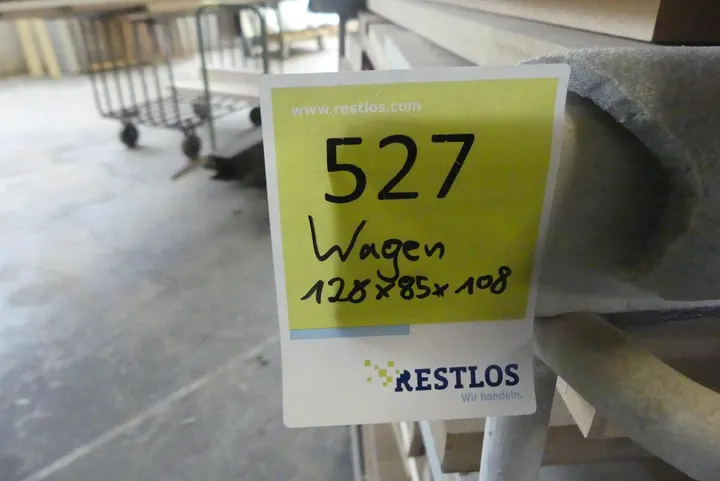 www.restlos.com
527
Wagen
128x85x108
RESTLOS
Wir handeln.